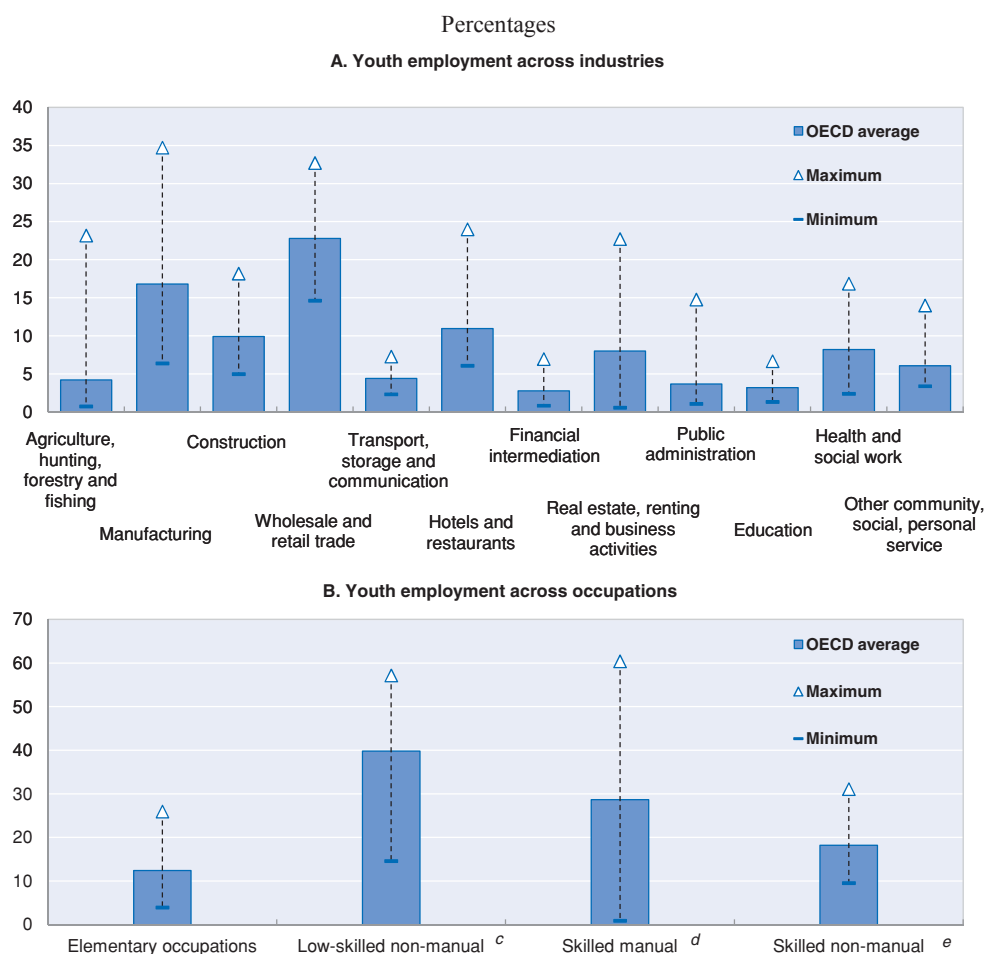 Percentages
A. Youth employment across industries
40
35
30
25
20
15
10
5
0
OECD average
Maximum
Minimum
Agriculture,
hunting,
forestry and
fishing
Manufacturing
Construction
Wholesale and
retail trade
Transport,
storage and
communication
Hotels and
restaurants
Financial
intermediation
Real estate, renting
and business
activities
Public
administration
Education
Health and
social work
Other community,
social, personal
service
B. Youth employment across occupations
70
60
50
40
30
20
10
0
OECD average
Maximum
Minimum
Elementary occupations
Low-skilled non-manual c
Skilled manual d
Skilled non-manual e